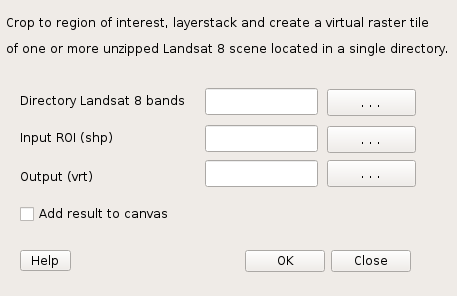 Crop to region of interest, layerstack and create a virtual raster tile
of one or more unzipped Landsat 8 scene located in a single directory.
Directory Landsat 8 bands
...
Input ROI (shp)
...
Output (vrt)
...
Add result to canvas
Help OK Close